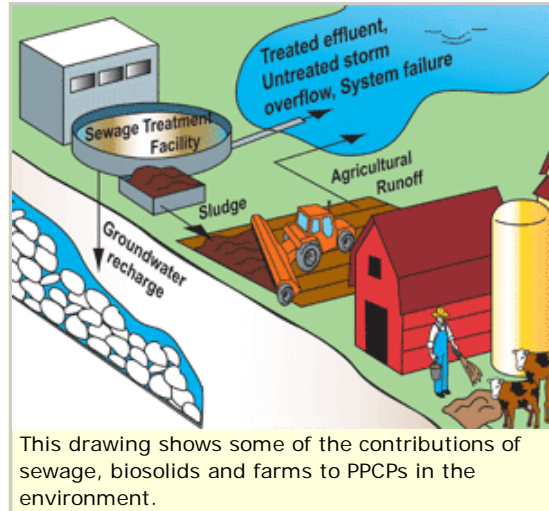 Treated effluent,
Untreated storm
overflow, System failure
Sewage Treatment
Facility
Agricultural
Runoff
Sludge
Groundwater
recharge
This drawing shows some of the contributions of
sewage, biosolids and farms to PPCPs in the
environment.